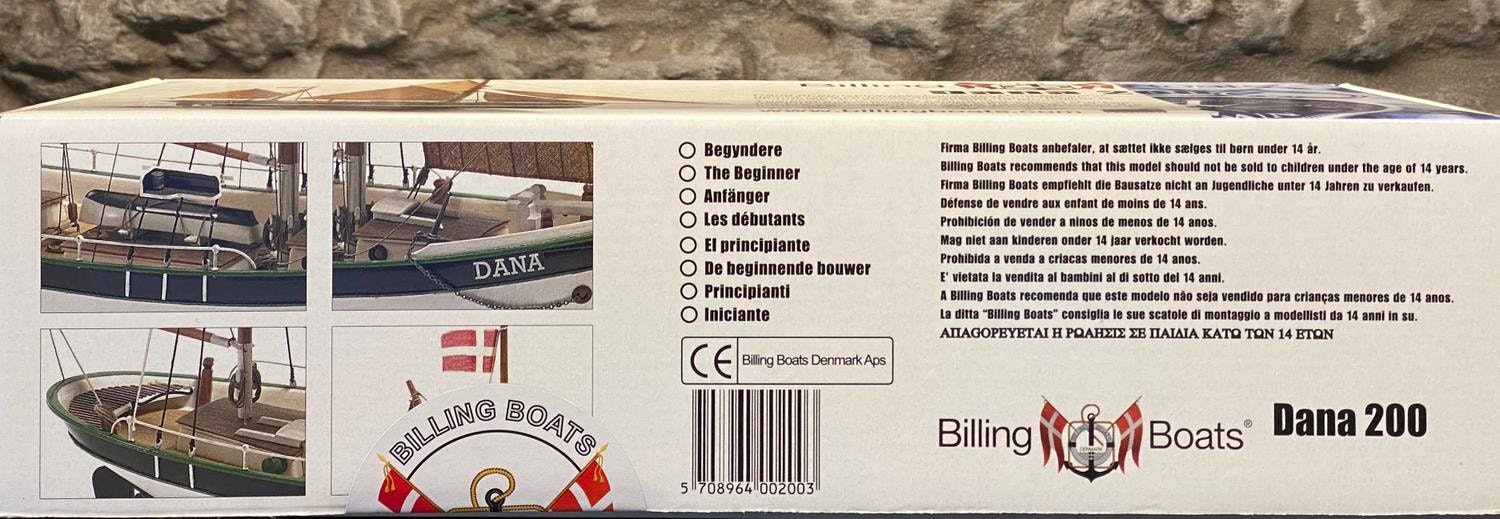 Billing
www.billingboats.com
DANA
BILLING BOATS
Begyndere
The Beginner
Anfänger
Les débutants
El principiante
De beginnende bouwer
Principianti
Iniciante
CE Billing Boats Denmark Aps
5 708964 002003
Firma Billing Boats anbefaler, at sættet ikke sælges til børn under 14 år.
Billing Boats recommends that this model should not be sold to children under the age of 14 years.
Firma Billing Boats empfiehlt die Bausatze nicht an Jugendliche unter 14 Jahren zu verkaufen.
Défense de vendre aux enfant de moins de 14 ans.
Prohibición de vender a ninos de menos de 14 anos.
Mag niet aan kinderen onder 14 jaar verkocht worden.
Prohibida a venda a criacas menores de 14 anos.
E' vietata la vendita al bambini al di sotto del 14 anni.
A Billing Boats recomenda que este modelo não seja vendido para crianças menores de 14 anos.
La ditta “Billing Boats” consiglia le sue scatole di montaggio a modellisti da 14 anni in su.
ΑΠΑGΟΡΕΥΕΤΑΙ Η ΡΩΑΗΣΙΣ ΣΕ ΠΑΙΔΙΑ ΚΑΤΩ ΤΩΝ 14 ΕΤΩΝ
Billing Boats®
DENMARK
Dana 200